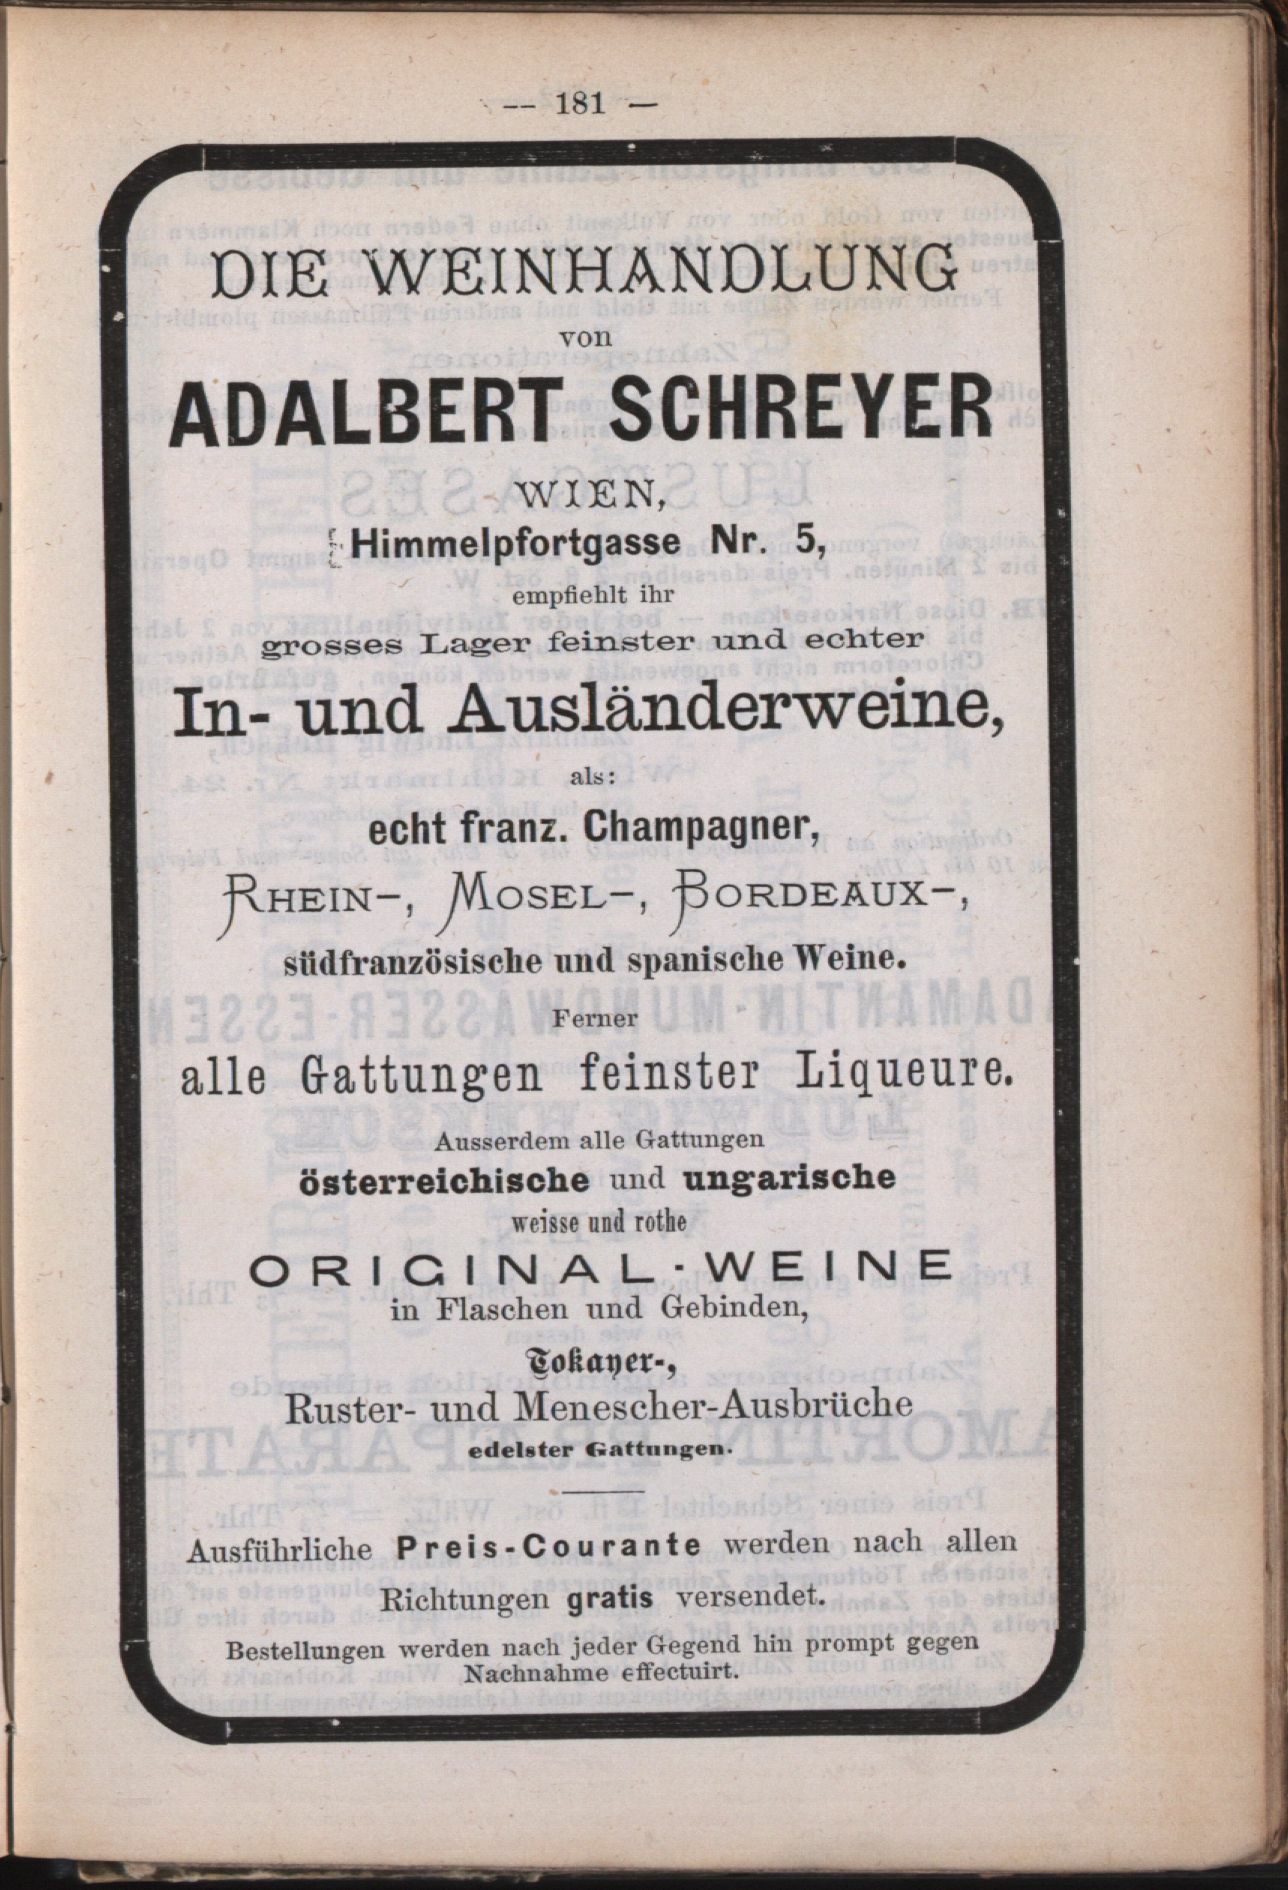 — 181 —
DIE WEINHANDLUNG
von
ADALBERT SCHREYER
WIEN,
Himmelpfortgasse Nr. 5,
empfiehlt ihr
grosses Lager feinster und echter
In- und Ausländerweine,
als:
echt franz. Champagner,
RHEIN-, MOSEL-, BORDEAUX-,
südfranzösische und spanische Weine.
Ferner
alle Gattungen feinster Liqueure.
Ausserdem alle Gattungen
österreichische und ungarische
weisse und rothe
ORIGINAL-WEINE
in Flaschen und Gebinden,
Tokayer-,
Ruster- und Menescher-Ausbrüche
edelster Gattungen.
Ausführliche Preis-Courante werden nach allen
Richtungen gratis versendet.
Bestellungen werden nach jeder Gegend hin prompt gegen
Nachnahme effectuirt.